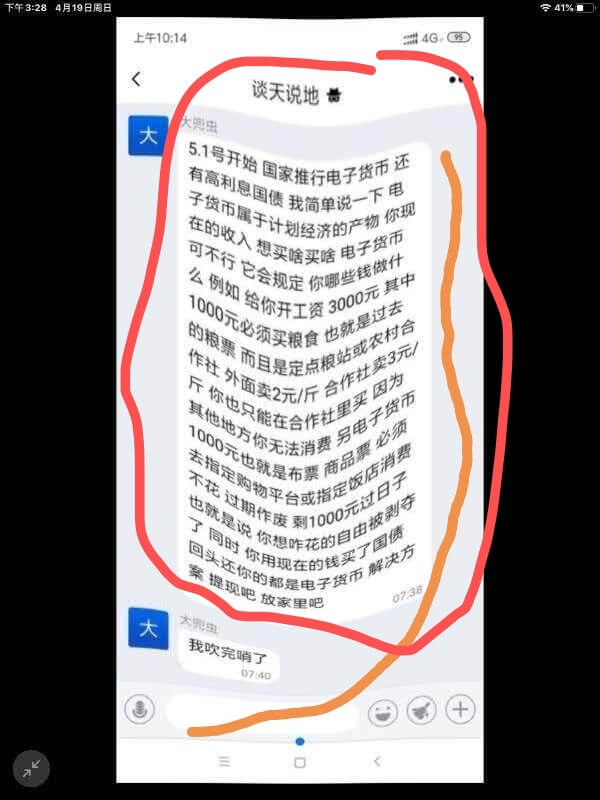 下午3:28 4月19日周日
41%
上午10:14
4G
95
谈天说地
大兜虫
大
5.1号开始 国家推行电子货币 还
有高利息国债 我简单说一下 电
子货币属于计划经济的产物 你现
在的收入 想买啥买啥 电子货币
可不行 它会规定 你哪些钱做什
么 例如 给你开工资 3000元 其中
1000元必须买粮食 也就是过去
的粮票 而且是定点粮站或农村合
作社 外面卖2元/斤 合作社卖3元/
斤 你也只能在合作社里买 因为
其他地方你无法消费 另电子货币
1000元也就是布票 商品票 必须
去指定购物平台或指定饭店消费
不花 过期作废 剩1000元过日子
也就是说 你想咋花的自由被剥夺
了 同时 你用现在的钱买了国债
回头还你的都是电子货币 解决方
案 提现吧 放家里吧
07:38
大兜虫
大
我吹完哨了
07:40